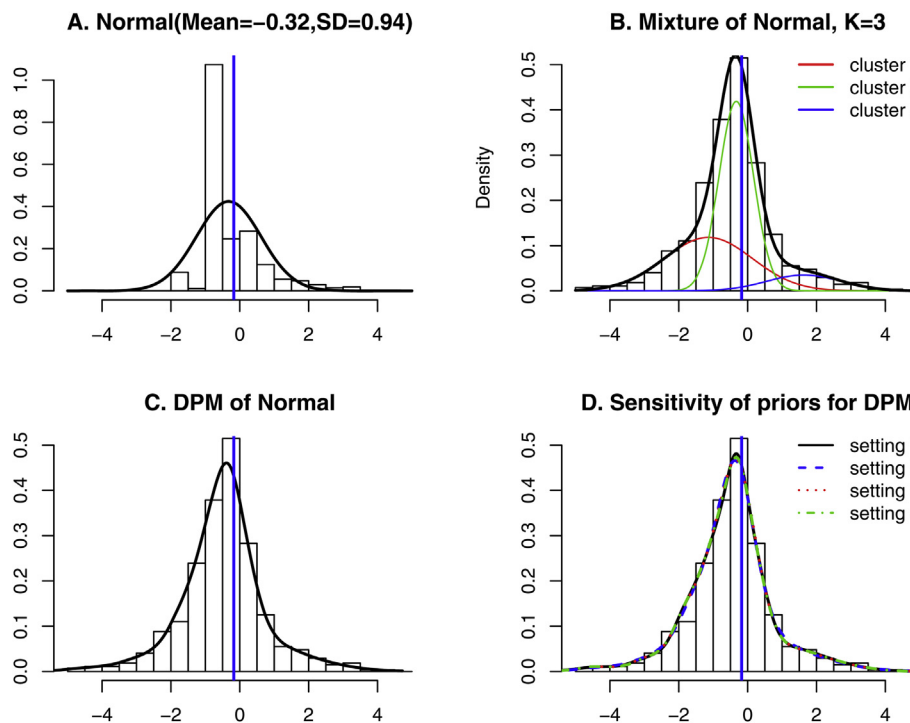 A. Normal(Mean=−0.32,SD=0.94)
0.0 0.2 0.4 0.6 0.8 1.0
−4 −2 0 2 4
B. Mixture of Normal, K=3
Density
0.0 0.1 0.2 0.3 0.4 0.5
cluster
cluster
cluster
−4 −2 0 2 4
C. DPM of Normal
0.0 0.1 0.2 0.3 0.4 0.5
−4 −2 0 2 4
D. Sensitivity of priors for DPM
0.0 0.1 0.2 0.3 0.4 0.5
setting
setting
setting
setting
−4 −2 0 2 4